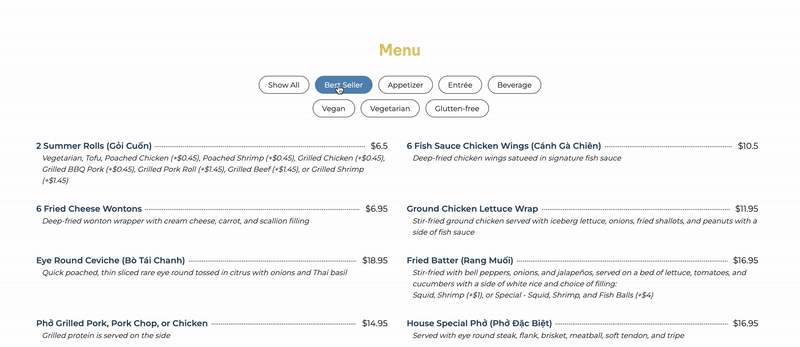 Menu
Show All
Best Seller
Appetizer
Entrée
Beverage
Vegan
Vegetarian
Glutten-free
2 Summer Rolls (Gỏi Cuốn) $6.5
Vegetarian, Tofu, Poached Chicken (+$0.45), Poached Shrimp (+$0.45), Grilled Chicken (+$0.45),
Grilled BBQ Pork (+$0.45), Grilled Pork Roll (+$1.45), Grilled Beef (+$1.45), or Grilled Shrimp
(+$1.45)
6 Fish Sauce Chicken Wings (Cánh Gà Chiên) $10.5
Deep-fried chicken wings satueed in signature fish sauce
6 Fried Cheese Wontons $6.95
Deep-fried wonton wrapper with cream cheese, carrot, and scallion filling
Ground Chicken Lettuce Wrap $11.95
Stir-fried ground chicken served with iceberg lettuce, onions, fried shallots, and peanuts with a
side of fish sauce
Eye Round Ceviche (Bò Tái Chanh) $18.95
Quick poached, thin sliced rare eye round tossed in citrus with onions and Thai basil
Fried Batter (Rang Muối) $16.95
Stir-fried with bell peppers, onions, and jalapeños, served on a bed of lettuce, tomatoes, and
cucumbers with a side of white rice and choice of filling:
Squid, Shrimp (+$1), or Special - Squid, Shrimp, and Fish Balls (+$4)
Phở Grilled Pork, Pork Chop, or Chicken $14.95
Grilled protein is served on the side
House Special Phở (Phở Đặc Biệt) $16.95
Served with eye round steak, flank, brisket, meatball, soft tendon, and tripe